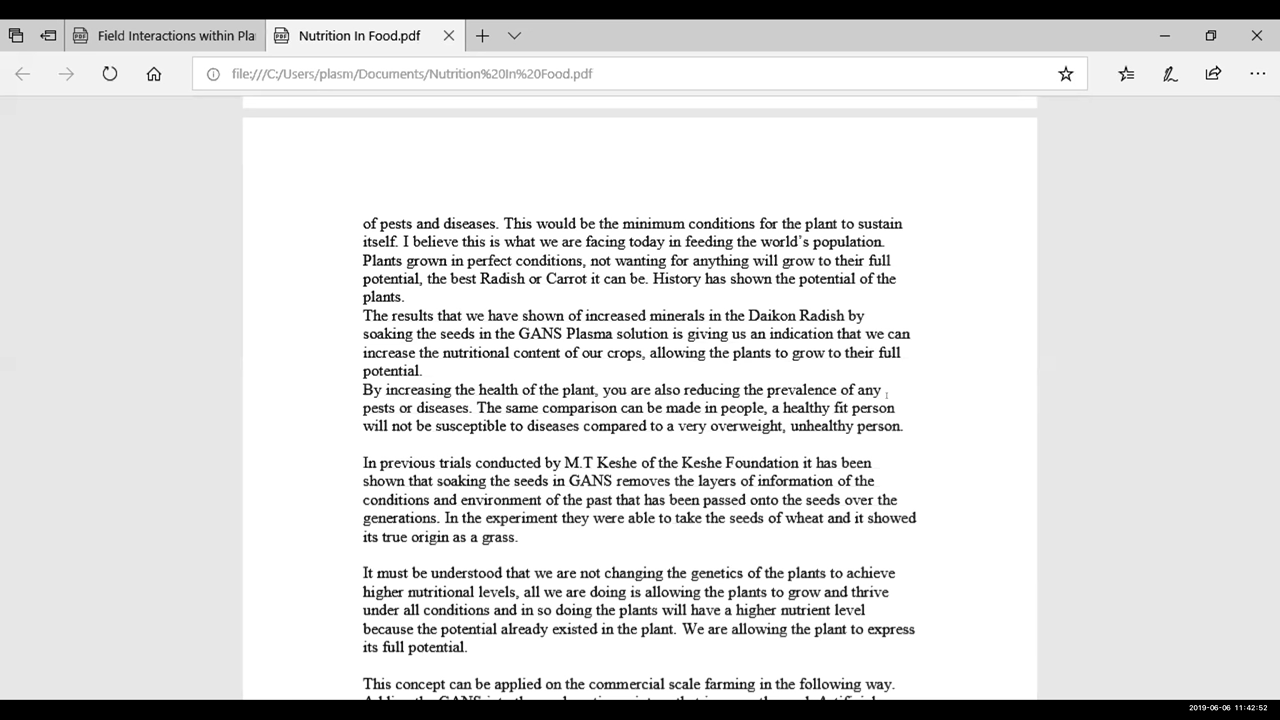 Field Interactions within Pla
Nutrition In Food.pdf
file:///C:/Users/plasm/Documents/Nutrition%20In%20Food.pdf
of pests and diseases. This would be the minimum conditions for the plant to sustain
itself. I believe this is what we are facing today in feeding the world's population.
Plants grown in perfect conditions, not wanting for anything will grow to their full
potential, the best Radish or Carrot it can be. History has shown the potential of the
plants.
The results that we have shown of increased minerals in the Daikon Radish by
soaking the seeds in the GANS Plasma solution is giving us an indication that we can
increase the nutritional content of our crops, allowing the plants to grow to their full
potential.
By increasing the health of the plant, you are also reducing the prevalence of any
pests or diseases. The same comparison can be made in people, a healthy fit person
will not be susceptible to diseases compared to a very overweight, unhealthy person.
In previous trials conducted by M.T Keshe of the Keshe Foundation it has been
shown that soaking the seeds in GANS removes the layers of information of the
conditions and environment of the past that has been passed onto the seeds over the
generations. In the experiment they were able to take the seeds of wheat and it showed
its true origin as a grass.
It must be understood that we are not changing the genetics of the plants to achieve
higher nutritional levels, all we are doing is allowing the plants to grow and thrive
under all conditions and in so doing the plants will have a higher nutrient level
because the potential already existed in the plant. We are allowing the plant to express
its full potential.
This concept can be applied on the commercial scale farming in the following way.
2019-06-06 11:42:52